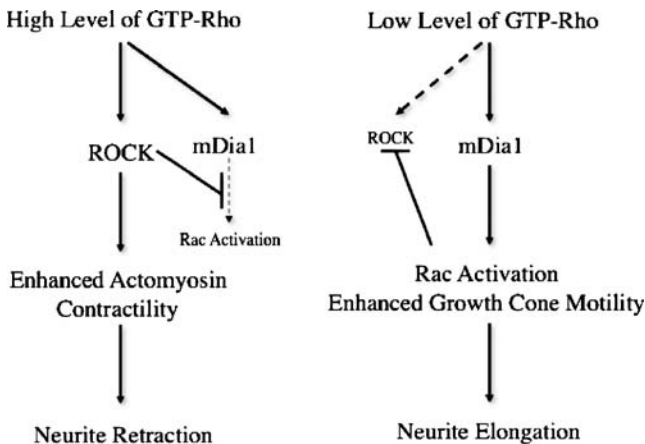 High Level of GTP-Rho
ROCK
mDia1
Rac Activation
Enhanced Actomyosin
Contractility
Neurite Retraction
Low Level of GTP-Rho
ROCK
mDia1
Rac Activation
Enhanced Growth Cone Motility
Neurite Elongation